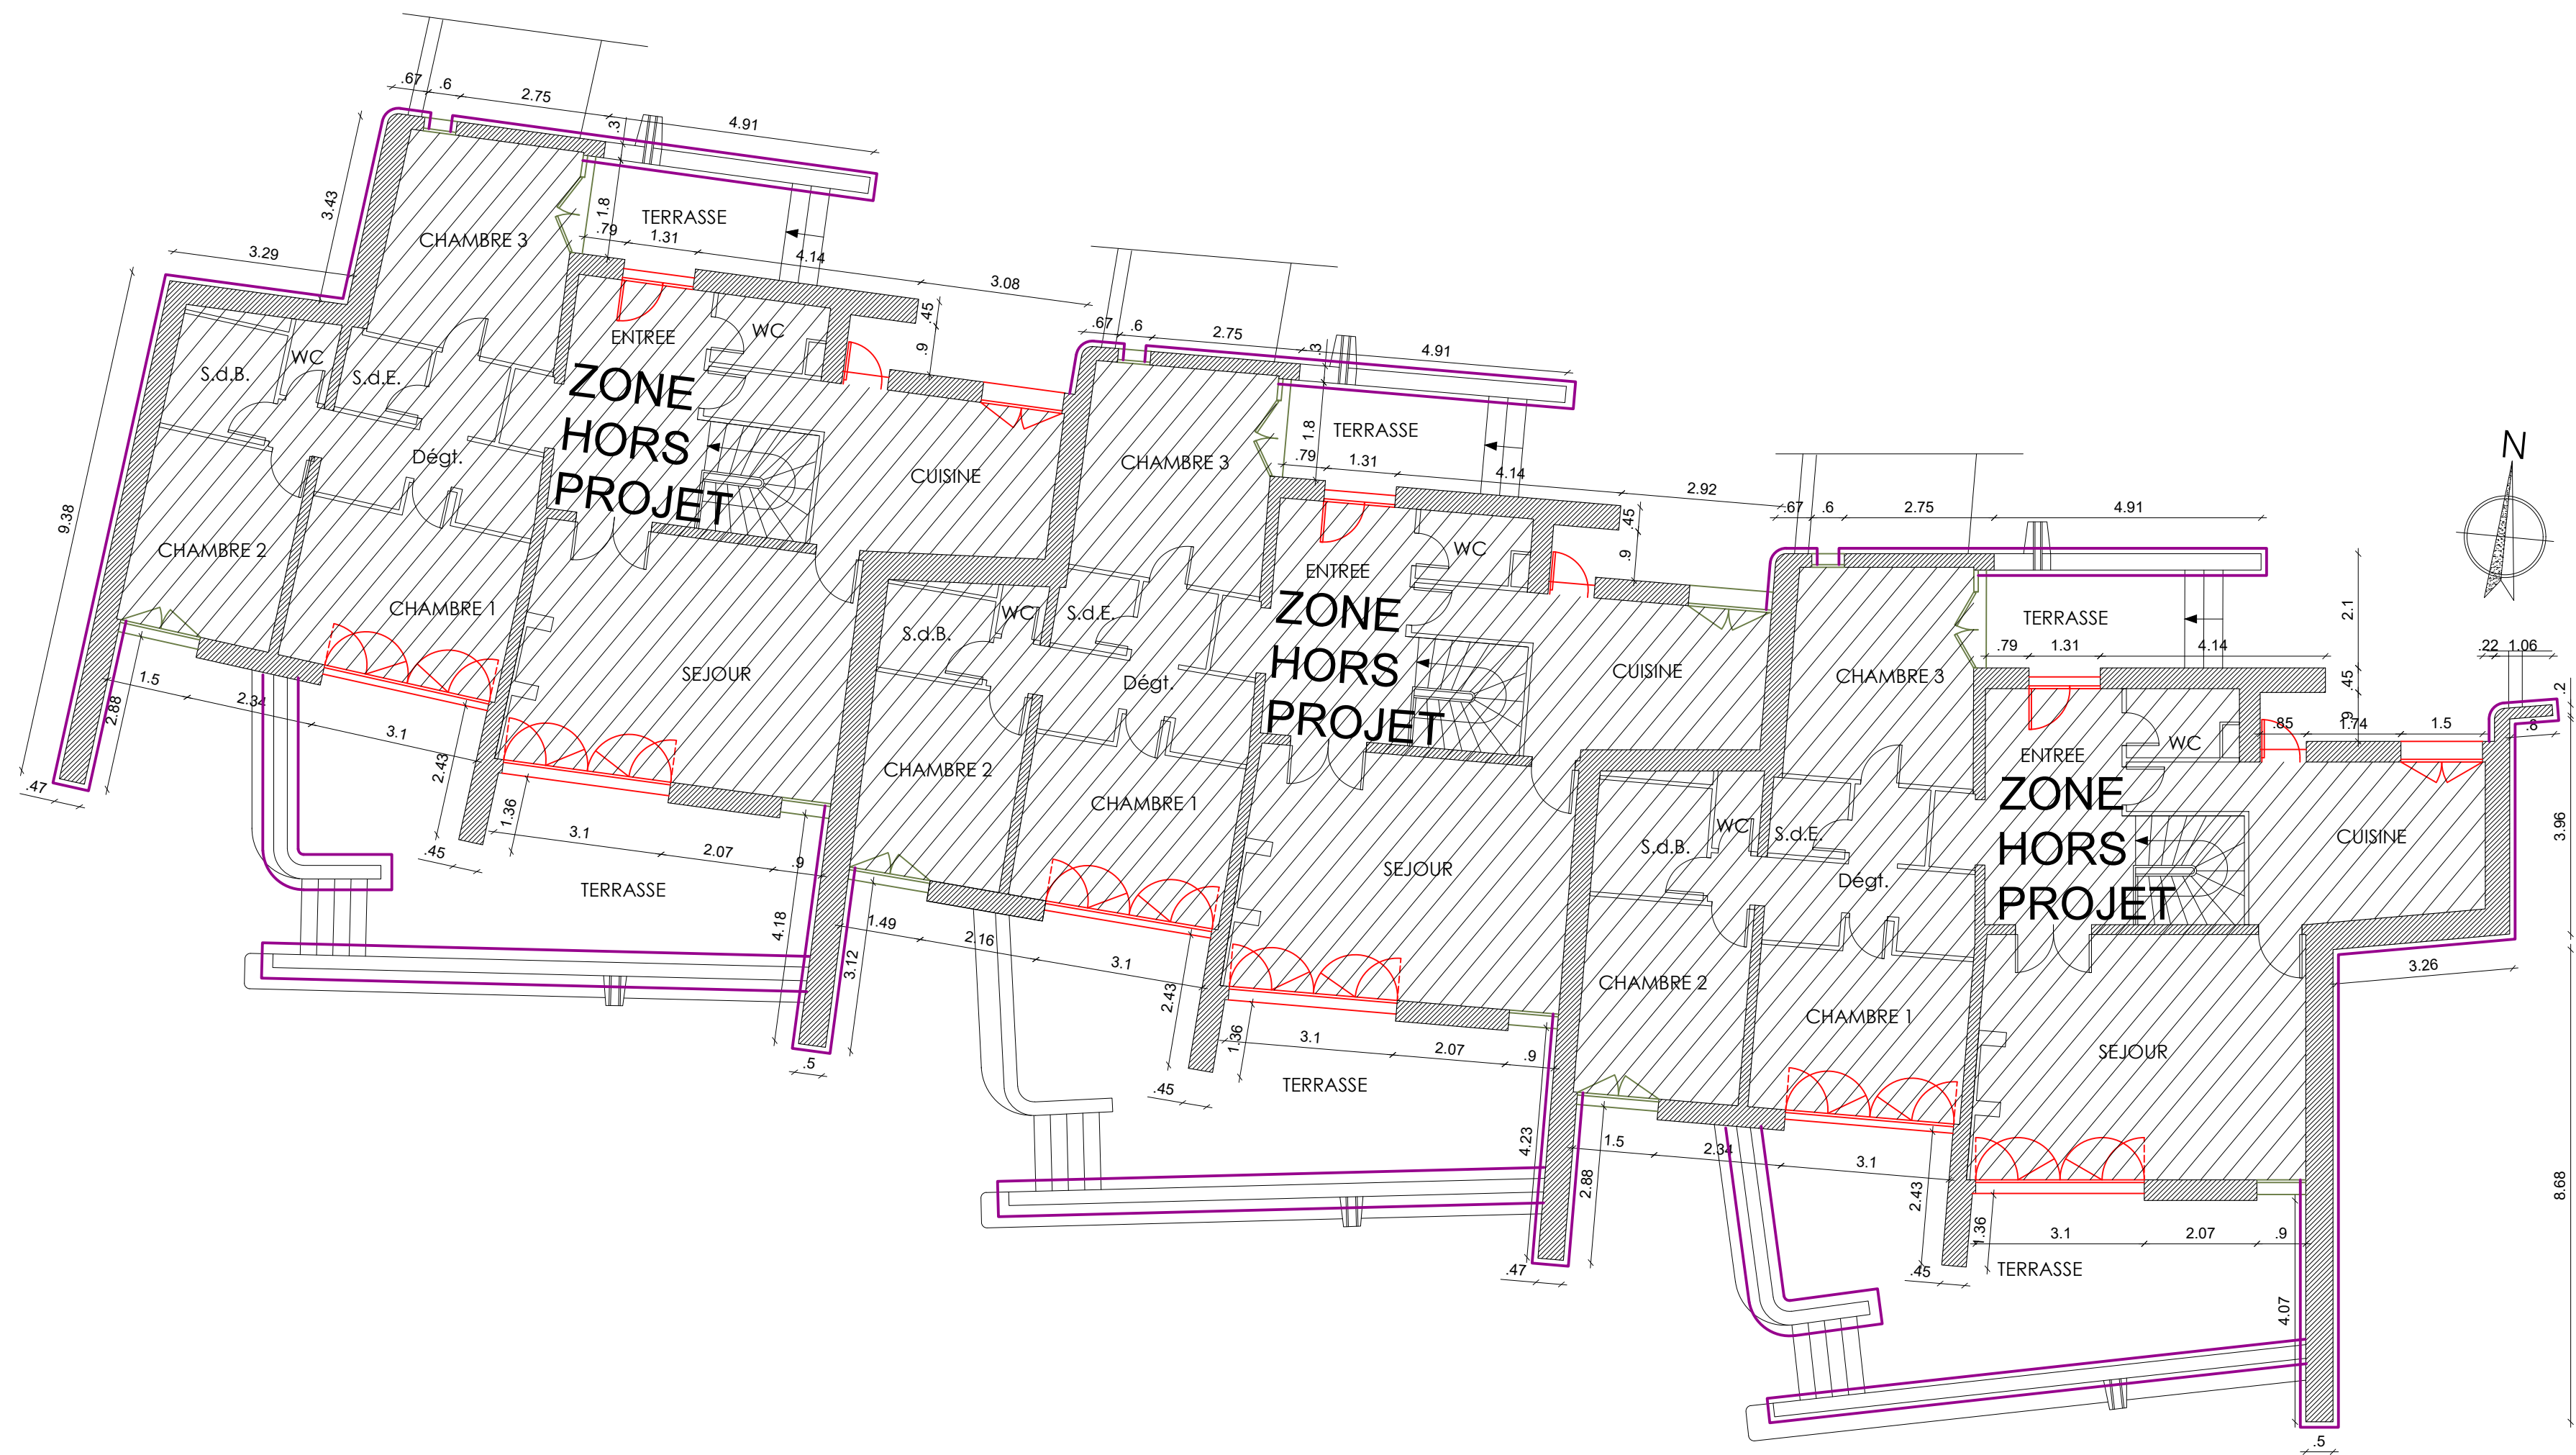 .67
.6
2.75
.3
4.91
3.43
3.29
CHAMBRE 3
1.8
TERRASSE
.79
1.31
4.14
3.08
.45
.9
S.d.B.
WC
S.d.E.
ENTREE
WC
ZONE
HORS
PROJET
Dégt.
CUISINE
9.38
CHAMBRE 2
CHAMBRE 1
SEJOUR
1.5
2.34
3.1
2.88
2.43
.47
.45
1.36
3.1
2.07
.9
TERRASSE
4.18
.5
.67
.6
2.75
.3
4.91
CHAMBRE 3
1.8
TERRASSE
.79
1.31
4.14
2.92
.45
.9
S.d.B.
WC
S.d.E.
ENTREE
WC
ZONE
HORS
PROJET
Dégt.
CUISINE
CHAMBRE 2
CHAMBRE 1
SEJOUR
1.49
2.16
3.1
3.12
2.43
.45
1.36
3.1
2.07
.9
TERRASSE
4.23
.47
N
.67
.6
2.75
4.91
CHAMBRE 3
TERRASSE
.79
1.31
4.14
2.1
.45
.9
.22
1.06
.2
.8
.85
1.74
1.5
S.d.B.
WC
S.d.E.
ENTREE
WC
ZONE
HORS
PROJET
Dégt.
CUISINE
3.96
3.26
CHAMBRE 2
CHAMBRE 1
SEJOUR
1.5
2.34
3.1
2.88
2.43
.45
1.36
3.1
2.07
.9
TERRASSE
4.07
8.68
.5